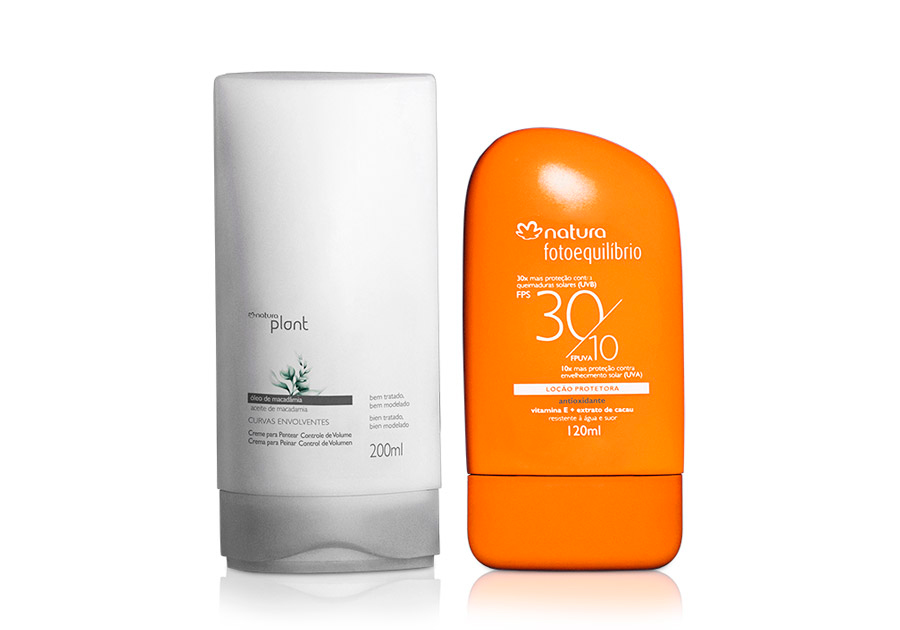 natura
plant
óleo de macadâmia
aceite de macadamia
CURVAS ENVOLVENTES
Creme para Pentear Controle de Volume
Crema para Peinar Control de Volumen
bem tratado,
bem modelado
bien tratado,
bien modelado
200ml
natura
fotoequilíbrio
30x mais proteção contra
queimaduras solares (UVB)
FPS
30/10
FPUVA
10x mais proteção contra
envelhecimento solar (UVA)
LOÇÃO PROTETORA
antioxidante
vitamina E + extrato de cacau
resistente à água e suor
120ml